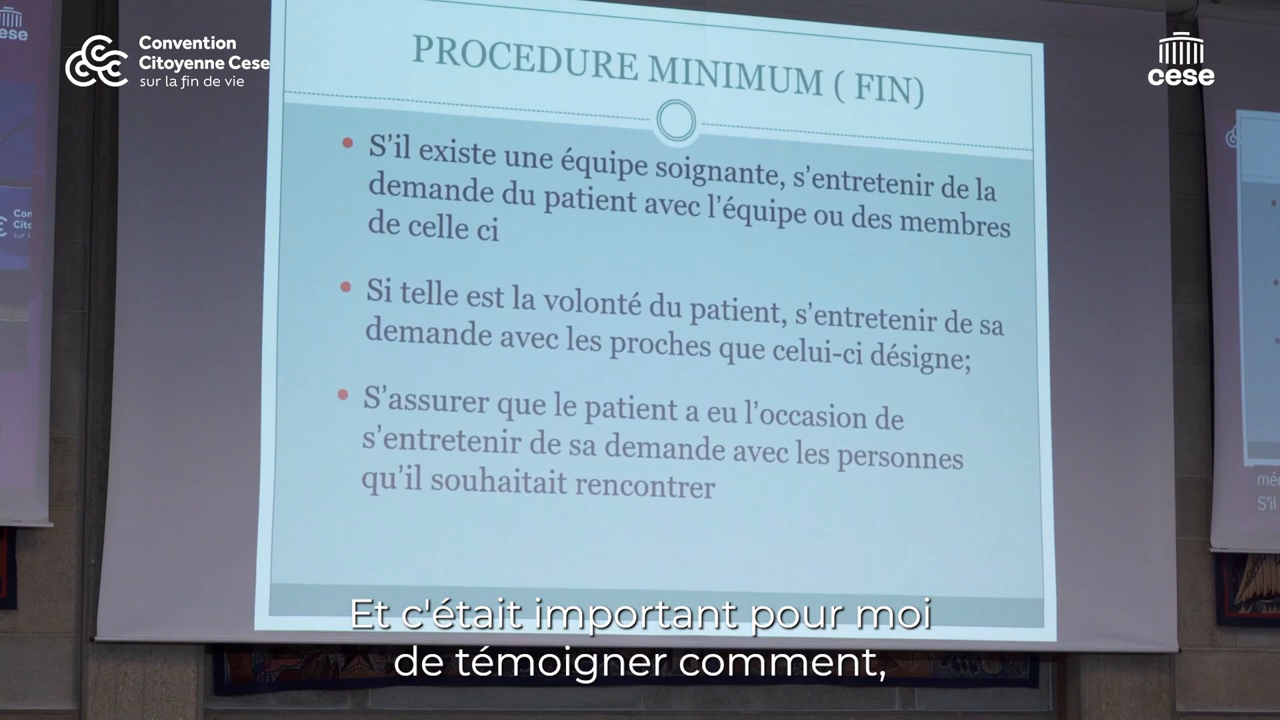 cese
Convention
Citoyenne Cese
sur la fin de vie
cese
PROCEDURE MINIMUM ( FIN)
• S'il existe une équipe soignante, s'entretenir de la
demande du patient avec l'équipe ou des membres
de celle ci
• Si telle est la volonté du patient, s'entretenir de sa
demande avec les proches que celui-ci désigne;
• S'assurer que le patient a eu l'occasion de
s'entretenir de sa demande avec les personnes
qu'il souhaitait rencontrer
Et c'était important pour moi
de témoigner comment,
S'il